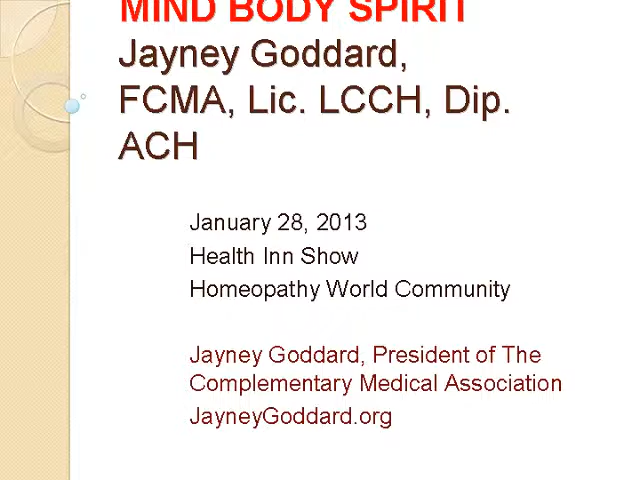 MIND BODY SPIRIT
Jayney Goddard,
FCMA, Lic. LCCH, Dip.
ACH
January 28, 2013
Health Inn Show
Homeopathy World Community
Jayney Goddard, President of The
Complementary Medical Association
JayneyGoddard.org